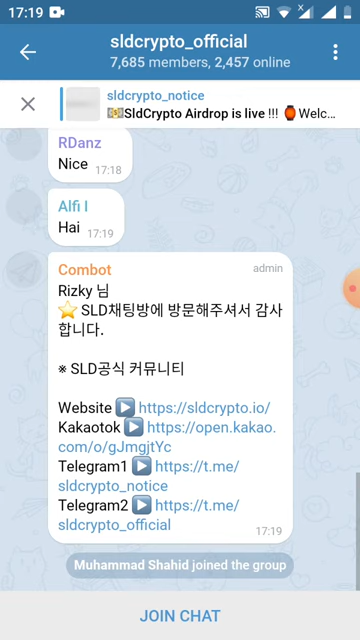 17:19
sldcrypto_official
7,685 members, 2,457 online
sldcrypto_notice
💵SldCrypto Airdrop is live !!! 🏮Welc…
RDanz
Nice 17:18
Alfi I
Hai 17:19
Combot admin
Rizky 님
⭐ SLD채팅방에 방문해주셔서 감사
합니다.
※ SLD공식 커뮤니티
Website ▶️ https://sldcrypto.io/
Kakaotok ▶️ https://open.kakao.
com/o/gJmgjtYc
Telegram1 ▶️ https://t.me/
sldcrypto_notice
Telegram2 ▶️ https://t.me/
sldcrypto_official
17:19
Muhammad Shahid joined the group
JOIN CHAT